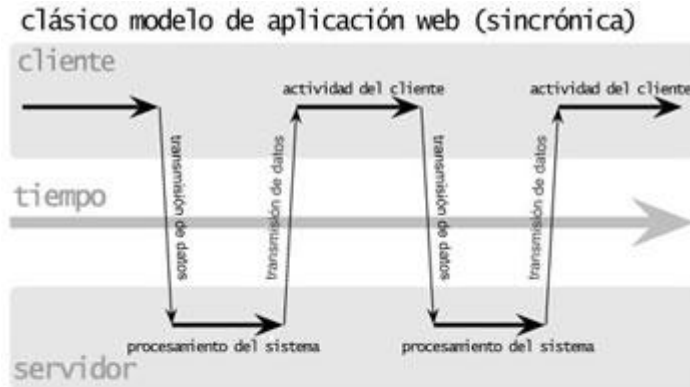 clásico modelo de aplicación web (sincrónica)
cliente
actividad del cliente
actividad del cliente
transmisión de datos
transmisión de datos
transmisión de datos
transmisión de datos
tiempo
procesamiento del sistema
procesamiento del sistema
servidor